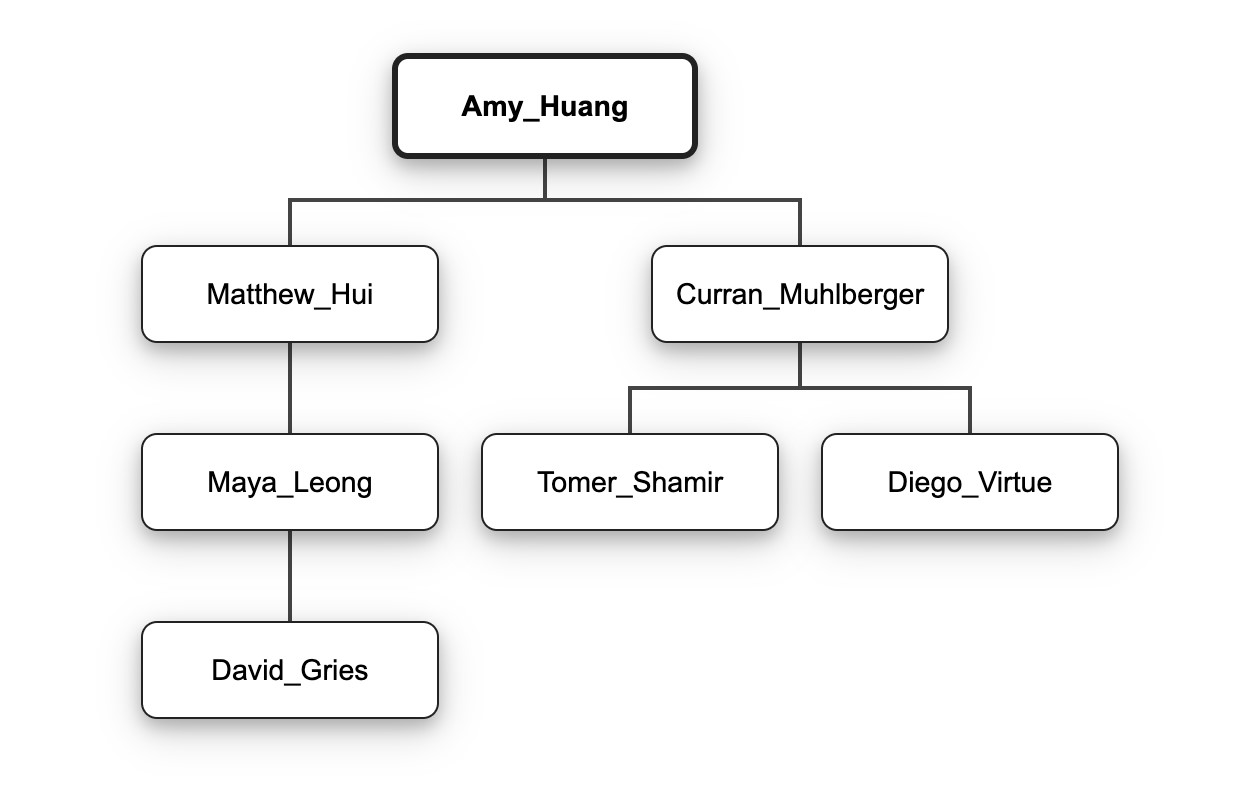 Amy_Huang
Matthew_Hui
Curran_Muhlberger
Maya_Leong
Tomer_Shamir
Diego_Virtue
David_Gries